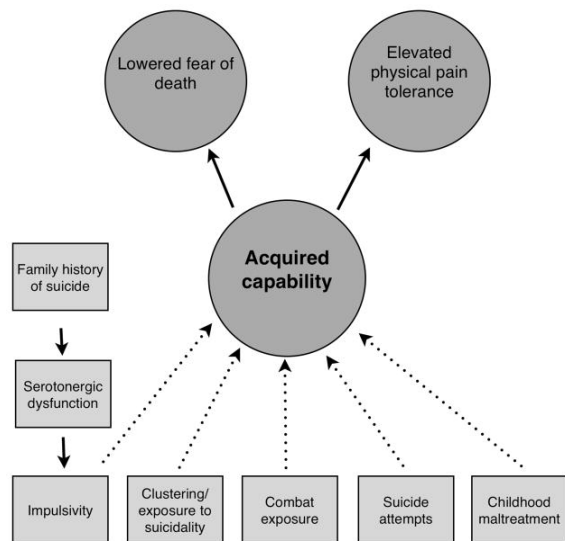 Lowered fear of
death
Elevated
physical pain
tolerance
Acquired
capability
Family history
of suicide
Serotonergic
dysfunction
Impulsivity
Clustering/
exposure to
suicidality
Combat
exposure
Suicide
attempts
Childhood
maltreatment